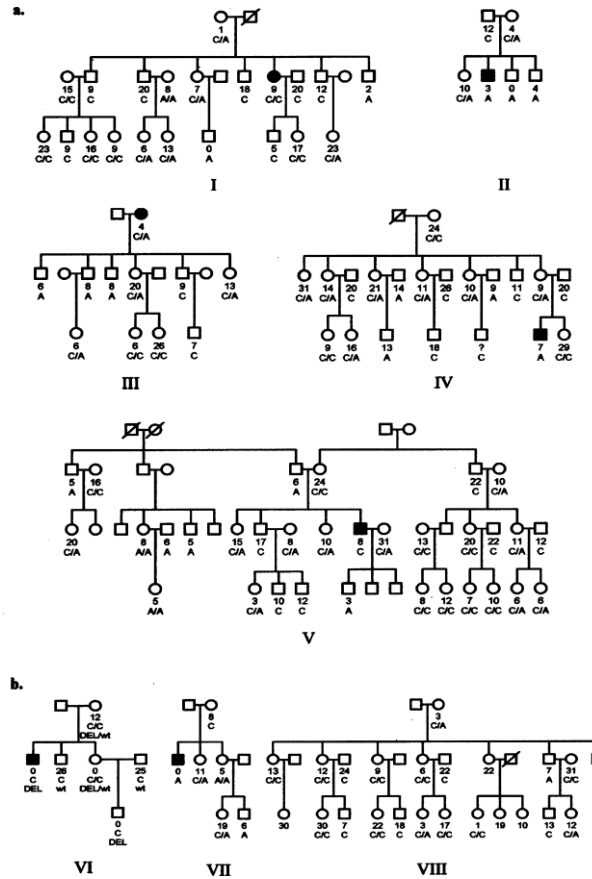 a.
1
C/A
12 4
C C/A
15 9 20 8 7 18 9 20 12 2
C/C C C A/A C/A C C/C C C A
10 3 0 4
C/A A A A
23 9 16 9 6 13 0 5 17 23
C/C C C/C C/C C/A C/A A C C/C C/A
I II
4
C/A
24
C/C
6 8 8 20 9 13
A A A C/A C C/A
31 14 20 21 14 11 26 10 9 11 9 20
C/A C/A C C/A A C/A C C/A A C C/A C
6 6 26 7
C/A C/C C/C C
9 16 13 18 ? 7 29
C/C C/A A C C A C/C
III IV
5 16 6 24 22 10
A C/C A C/C C C/A
20 8 6 5 15 17 8 10 8 31 13 20 22 11 12
C/A A/A A A C/A C C/A C/A C C/A C/C C/C C C/A C
5 3 10 12 3 8 12 7 10 6 6
A/A C/A C C A C/C C/C C/C C/C C/A C/A
V
b.
12
C/C
DEL/wt
8
C
3
C/A
0 26 0 25
C C C/C C
DEL wt DEL/wt wt
0 11 5
A C/A A/A
13 12 24 9 6 22 22 7 31
C/C C/C C C/C C/C C A C/C
0
C
DEL
19 6
C/A A
30 30 7 22 18 3 17 1 19 10 13 12
C/C C C/C C C/A C/C C/C C C/A
VI VII VIII